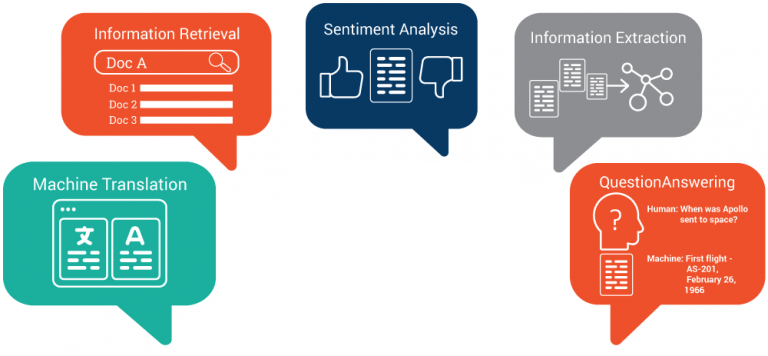 Information Retrieval
Doc A
Doc 1
Doc 2
Doc 3
Sentiment Analysis
Information Extraction
Machine Translation
文 A
QuestionAnswering
?
Human: When was Apollo
sent to space?
Machine: First flight -
AS-201,
February 26,
1966